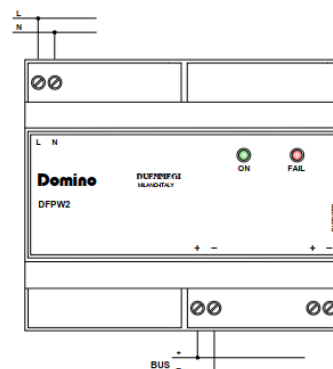 L
N
L N
Domino
DUEMMEGI
MILANO-ITALY
ON
FAIL
DFPW2
+ − + −
+
BUS
−